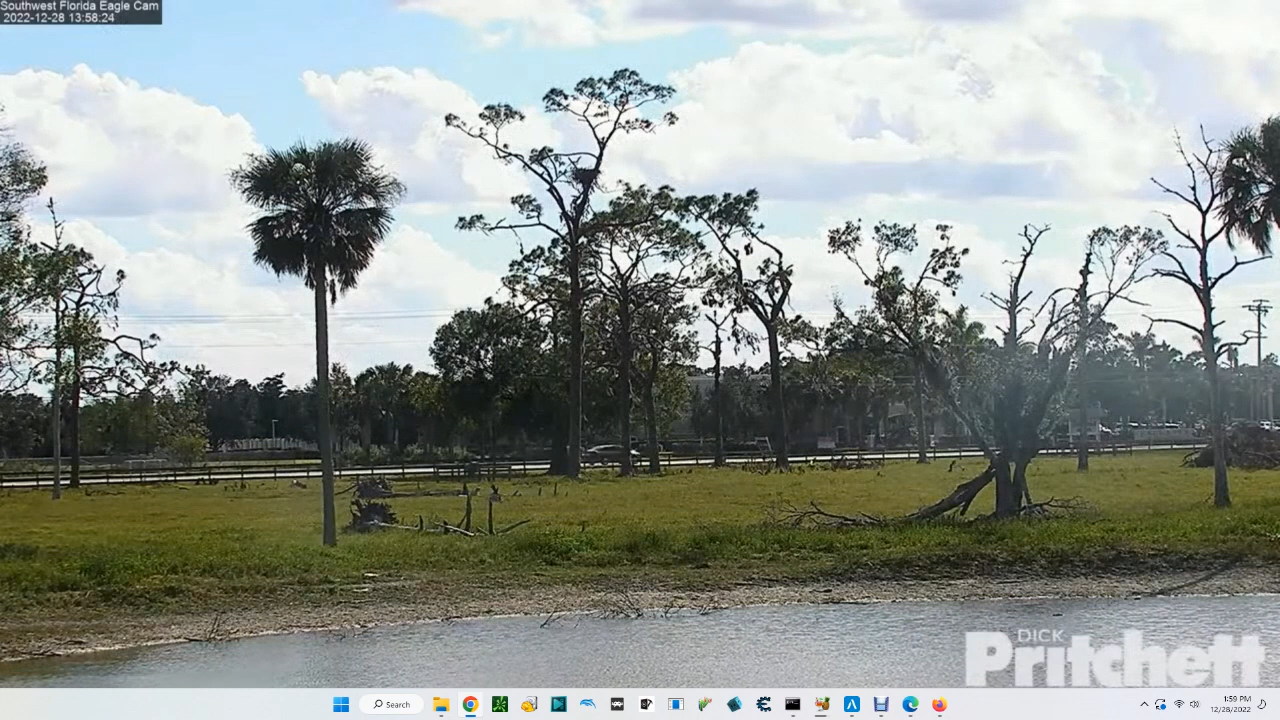 Southwest Florida Eagle Cam
2022-12-28 13:58:24
DICK
Pritchett
Search
1:59 PM
12/28/2022